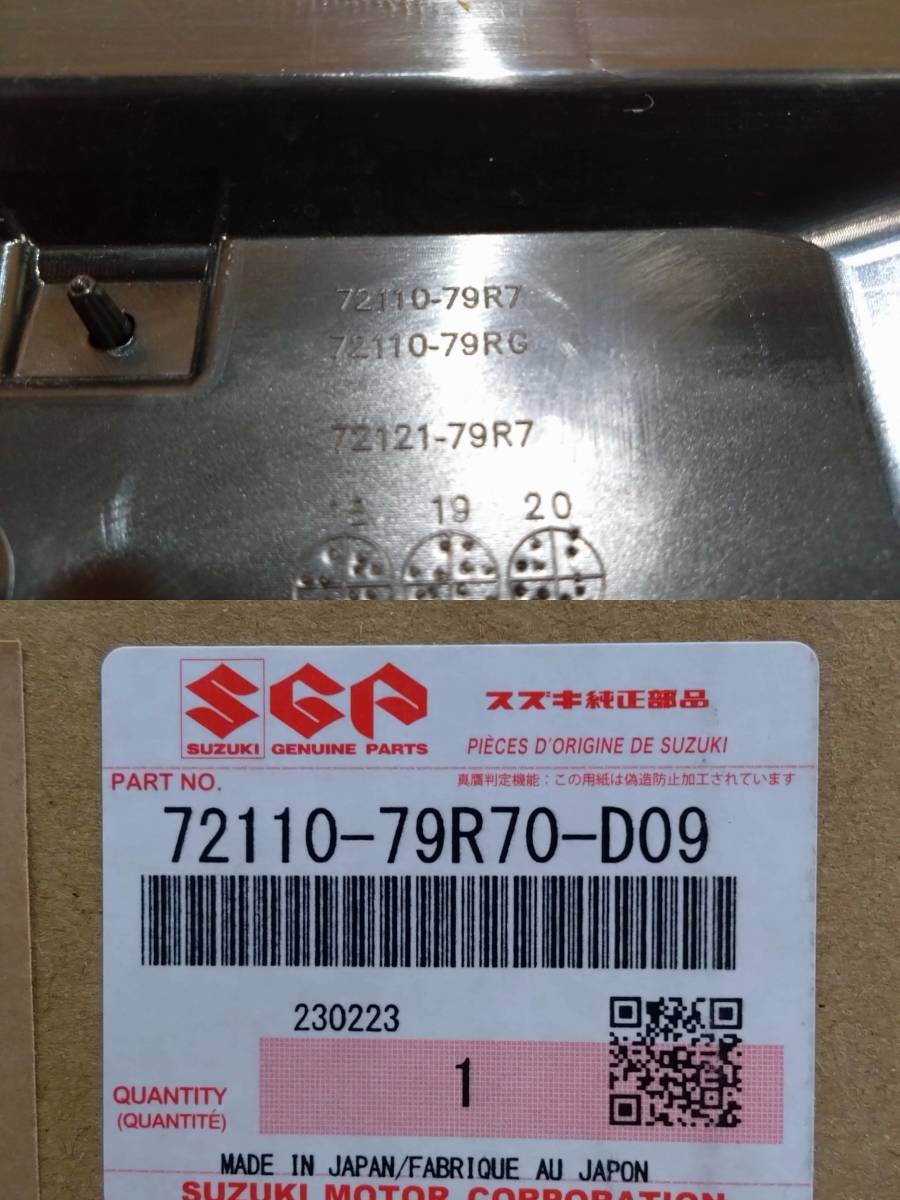 72110-79R7
72110-79RG
72121-79R7
19 20
SGP スズキ純正部品
SUZUKI GENUINE PARTS PIÈCES D'ORIGINE DE SUZUKI
PART NO. 真贋判定機能：この用紙は偽造防止加工されています
72110-79R70-D09
230223
QUANTITY 1
(QUANTITÉ)
MADE IN JAPAN/FABRIQUE AU JAPON
SUZUKI MOTOR CORPORATION